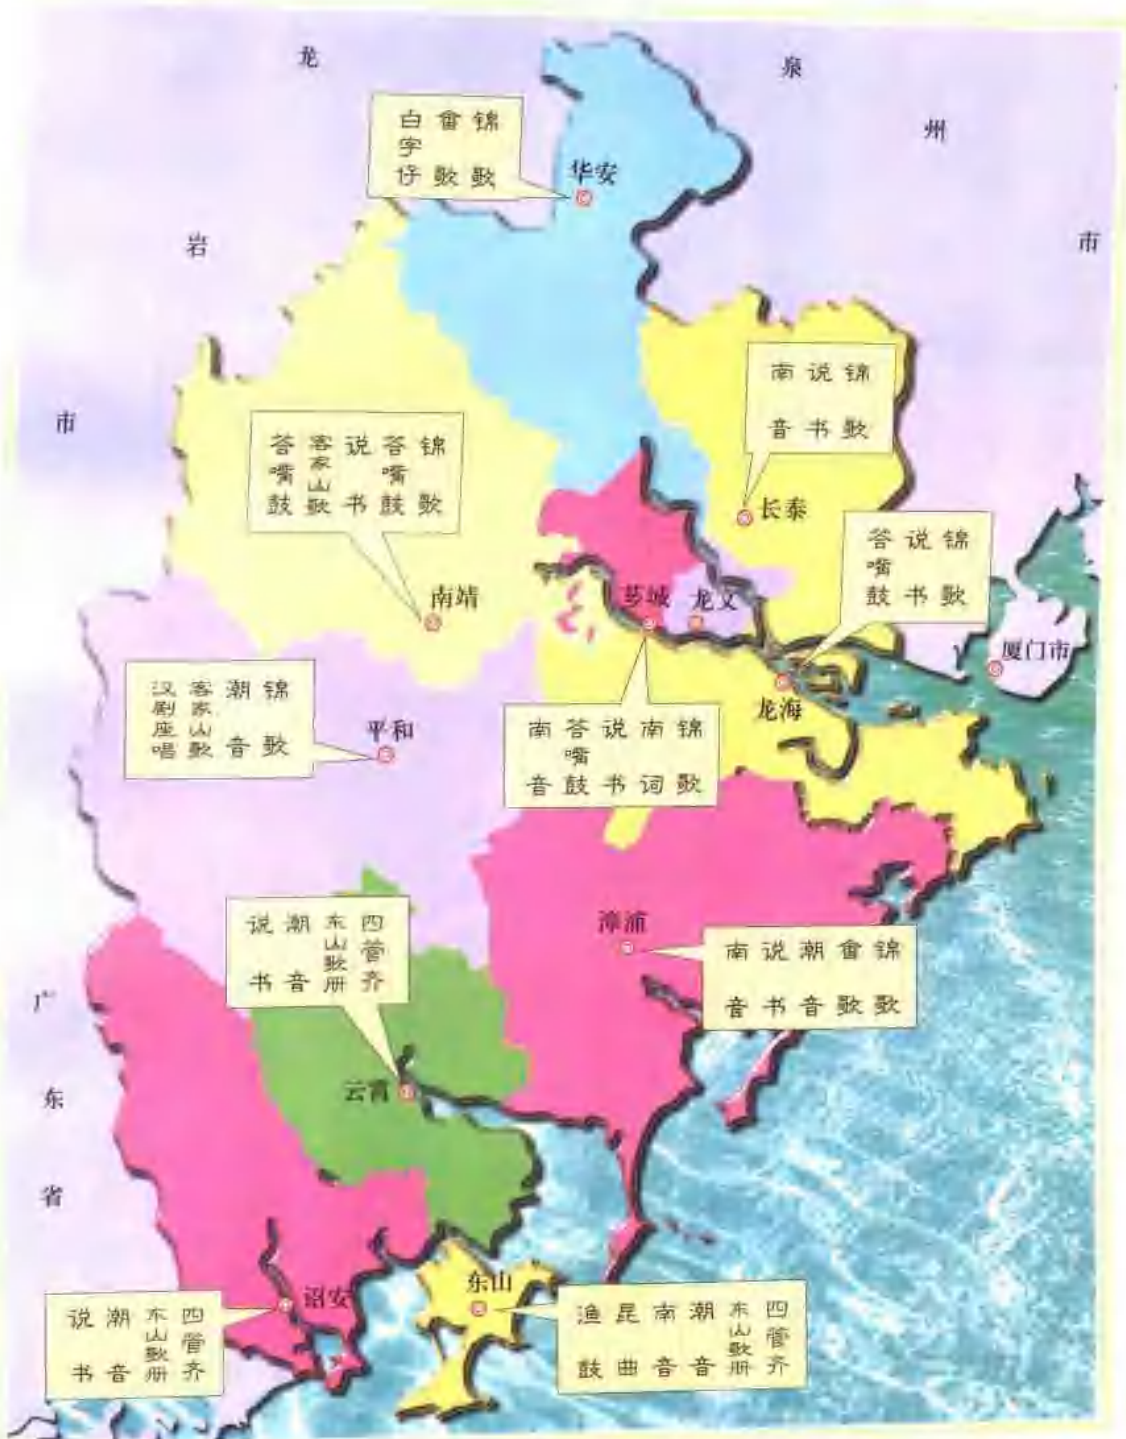 龙
岩
市
泉
州
市
锦歌
畲歌
白字仔
华安
锦歌
说书
南音
长泰
锦歌
答嘴鼓
说书
客家山歌
答嘴鼓
南靖
锦歌
说书
答嘴鼓
芗城
龙文
龙海
厦门市
锦歌
南词
说书
答嘴鼓
南音
锦歌
潮音
客家山歌
汉剧座唱
平和
四管齐
东山歌册
潮音
说书
云霄
漳浦
锦歌
畲歌
潮音
说书
南音
广
东
省
四管齐
东山歌册
潮音
说书
诏安
东山
四管齐
东山歌册
潮音
南音
昆曲
渔鼓